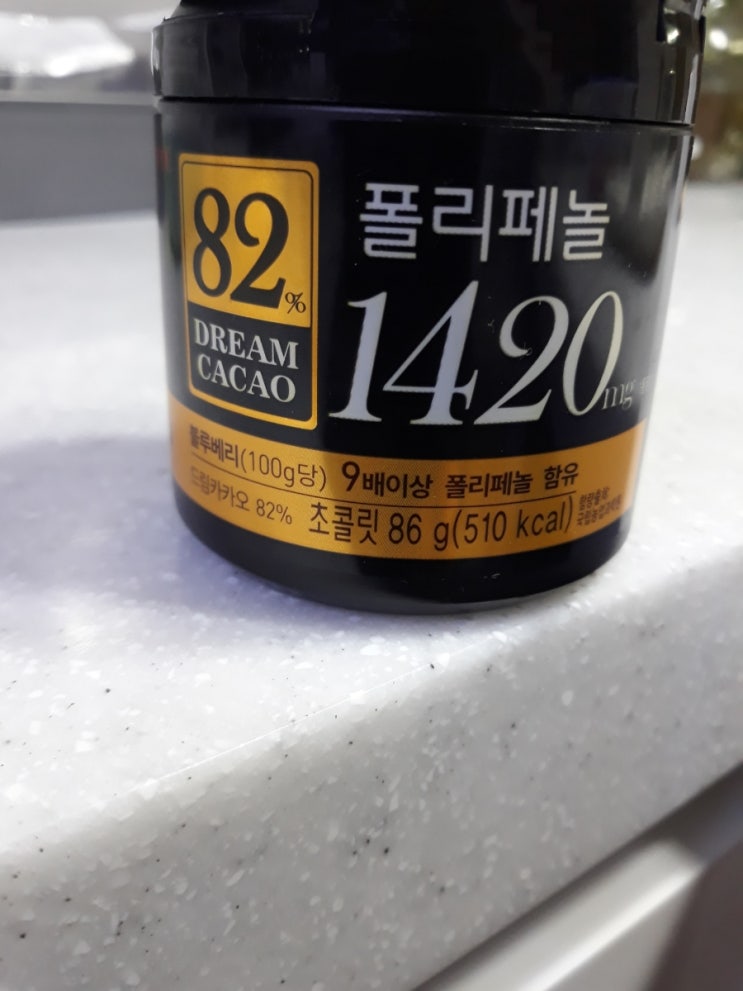 82%
DREAM
CACAO
폴리페놀
1420mg
블루베리(100g당) 9배이상 폴리페놀 함유
드림카카오 82% 초콜릿 86 g(510 kcal)